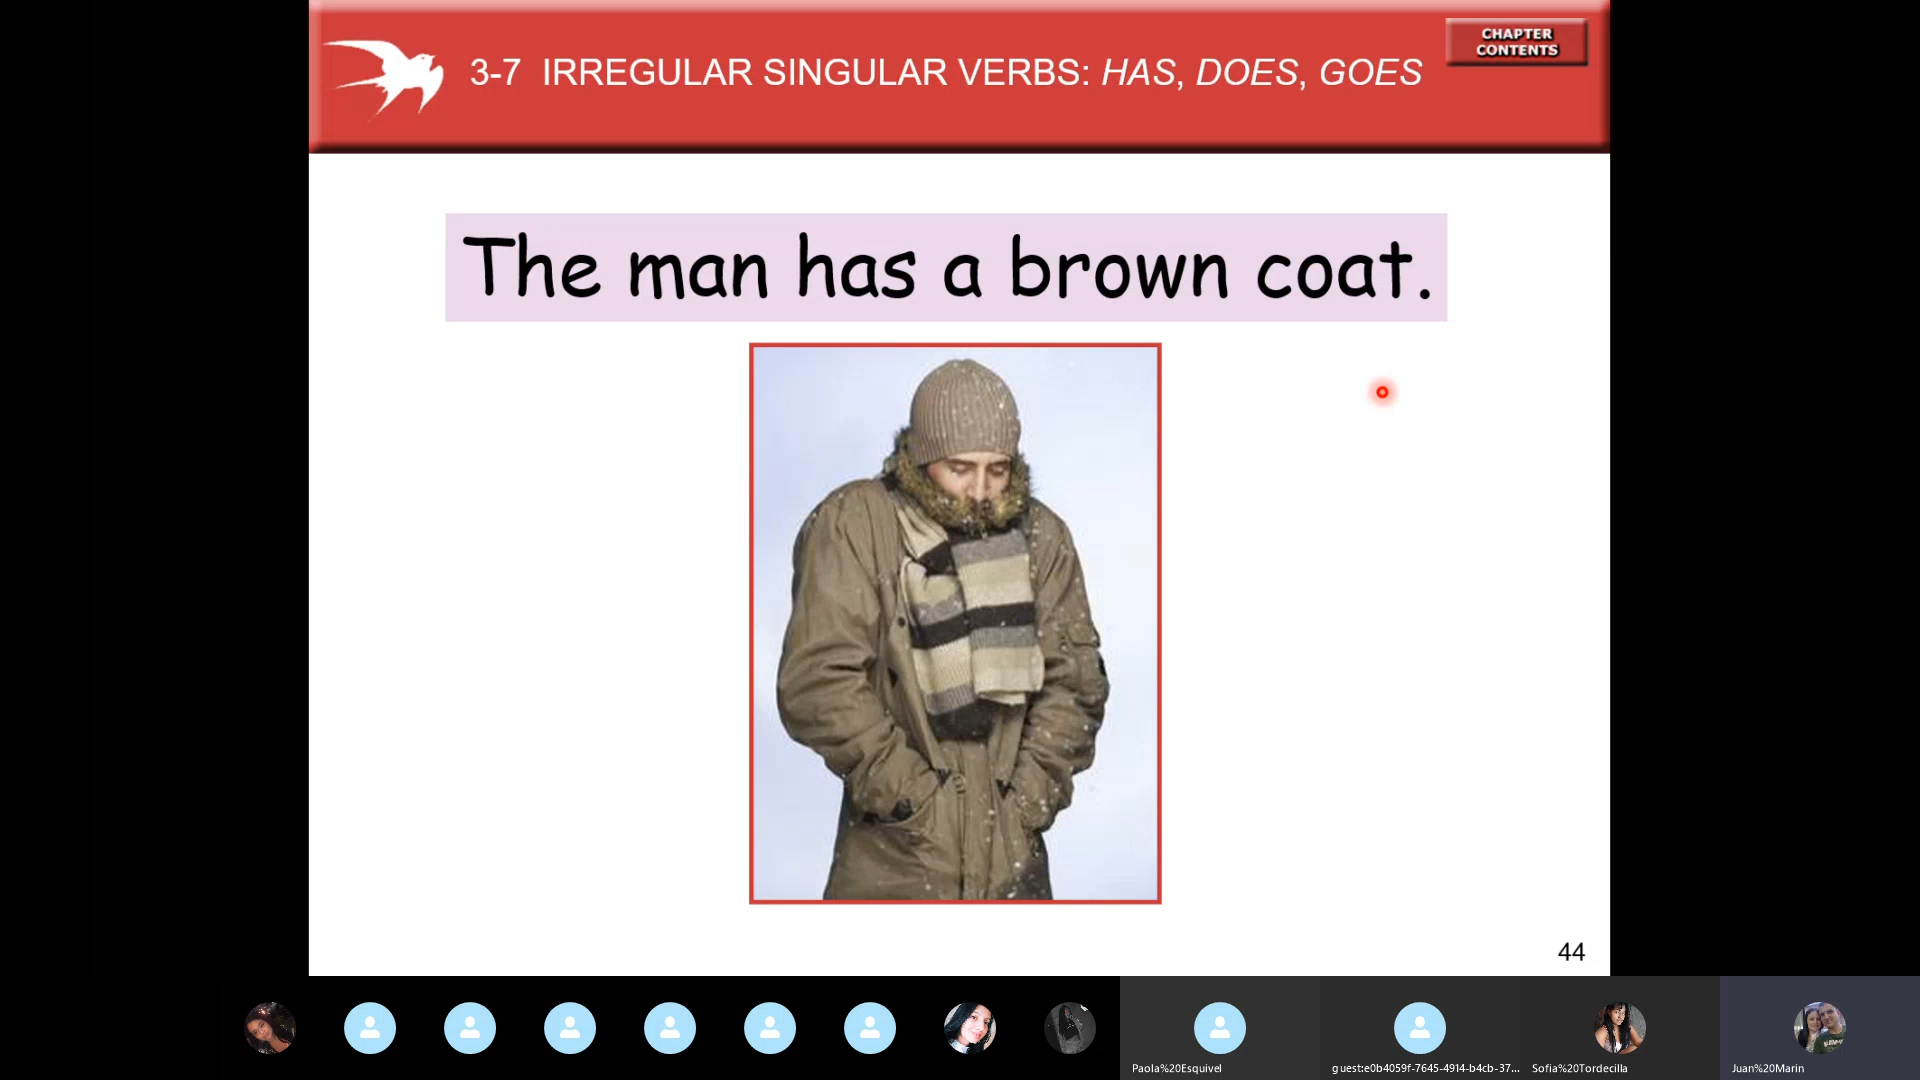 CHAPTER
CONTENTS
3-7 IRREGULAR SINGULAR VERBS: HAS, DOES, GOES
The man has a brown coat.
44
Paola%20Esquivel
guest:e0b4059f-7645-4914-b4cb-37...
Sofia%20Tordecilla
Juan%20Marin